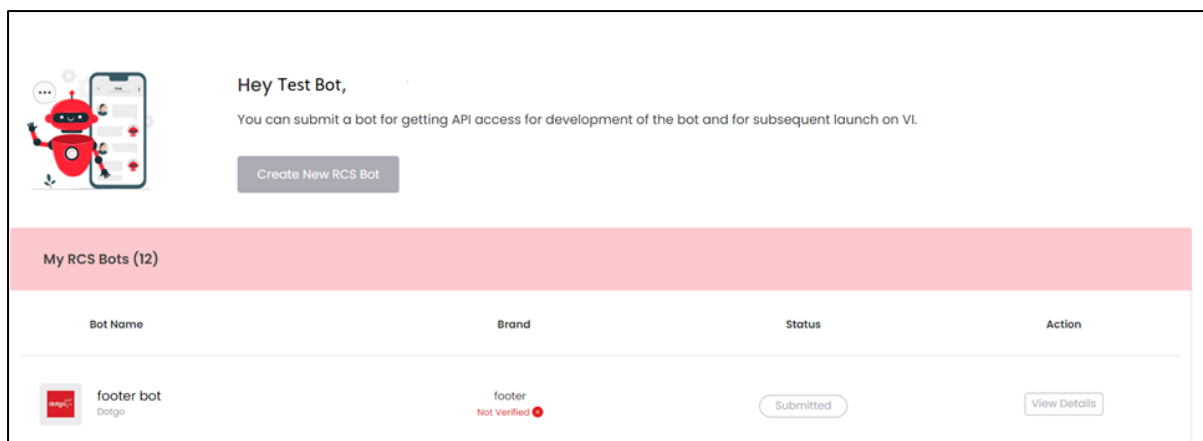 Hey Test Bot,
You can submit a bot for getting API access for development of the bot and for subsequent launch on VI.
Create New RCS Bot
My RCS Bots (12)
Bot Name Brand Status Action
footer bot footer Submitted View Details
Dotgo Not Verified
dotgo